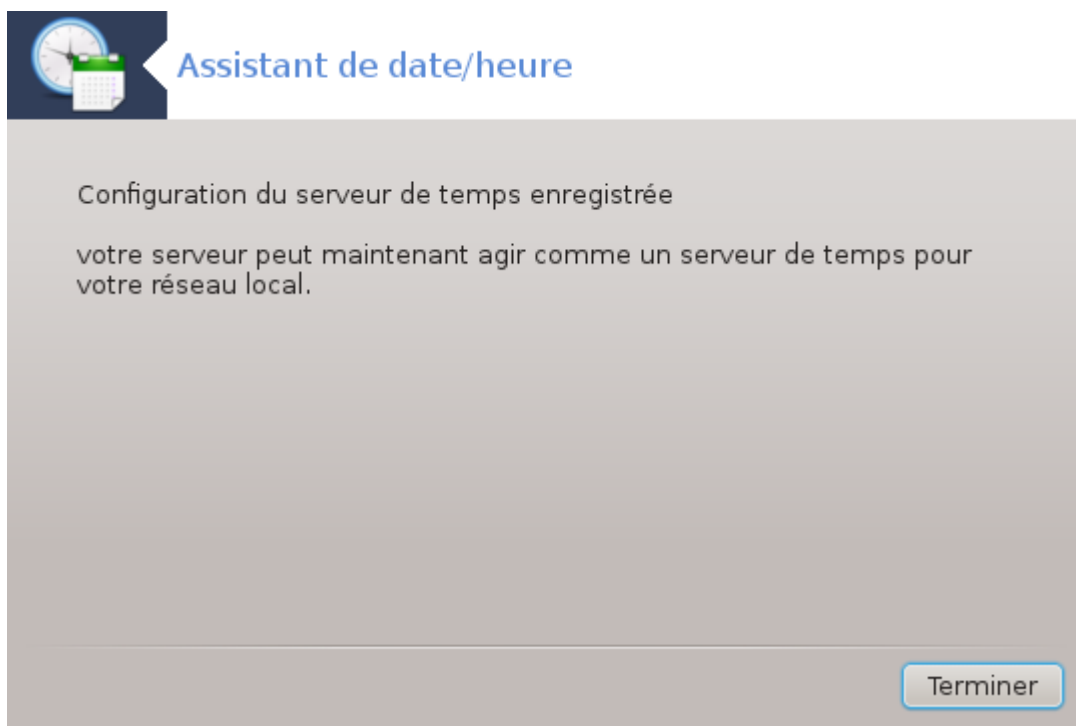 Assistant de date/heure
Configuration du serveur de temps enregistrée
votre serveur peut maintenant agir comme un serveur de temps pour
votre réseau local.
Terminer